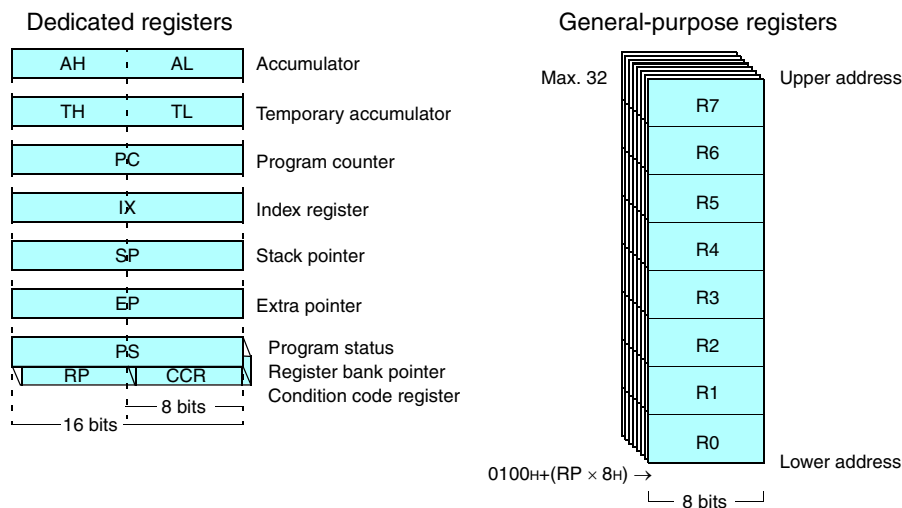 Dedicated registers
AH AL Accumulator
TH TL Temporary accumulator
PC Program counter
IX Index register
SP Stack pointer
EP Extra pointer
PS Program status
RP CCR Register bank pointer
Condition code register
8 bits
16 bits
General-purpose registers
Max. 32 Upper address
R7
R6
R5
R4
R3
R2
R1
R0
Lower address
0100H+(RP × 8H) →
8 bits